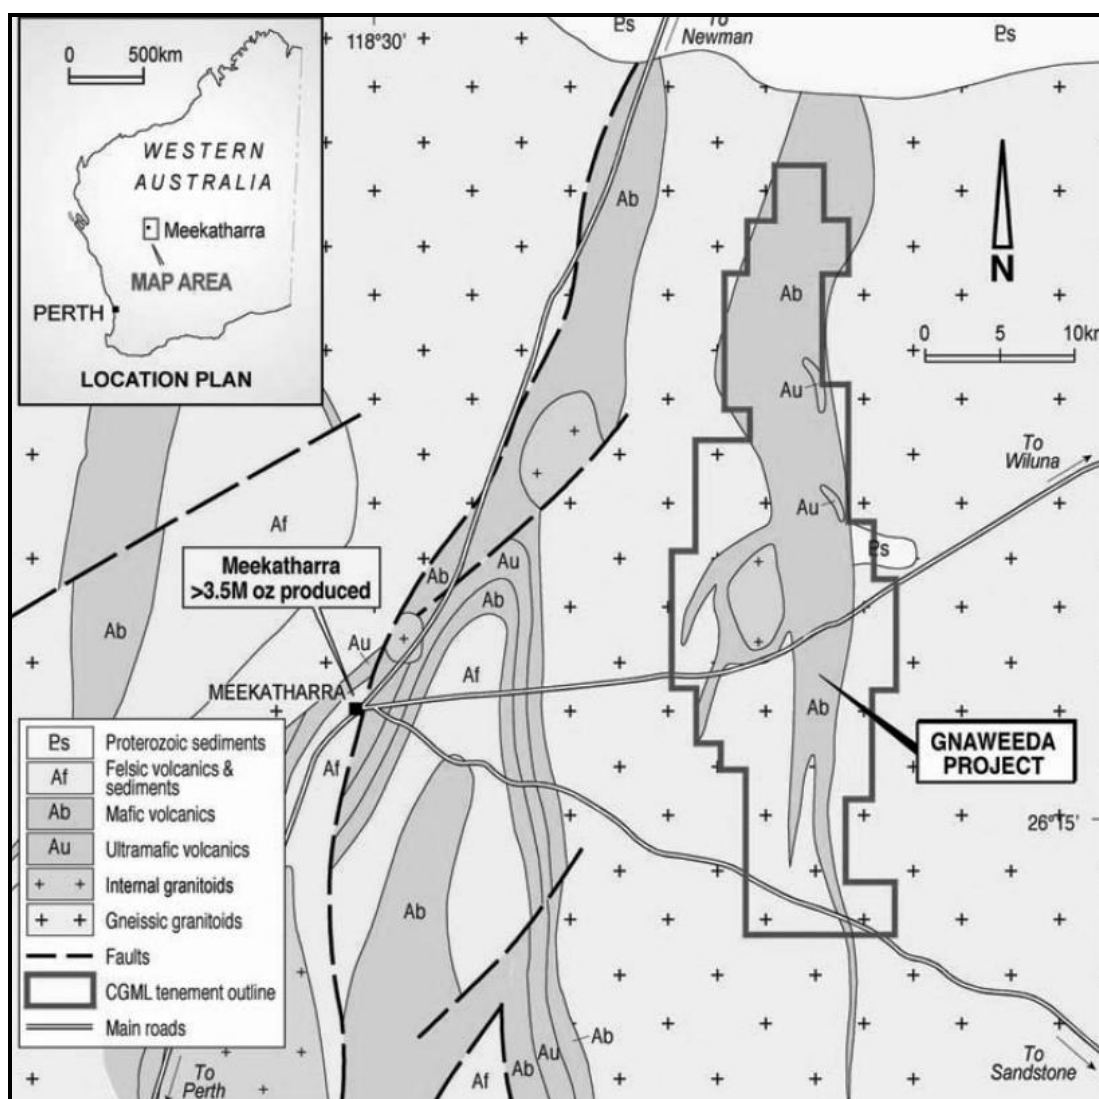 0 500km
WESTERN
AUSTRALIA
Meekatharra
MAP AREA
PERTH
LOCATION PLAN
118°30'
Ps
To
Newman
Ps
Ab
N
0 5 10km
Ab
Au
To
Wiluna
Af
Au
Ps
Meekatharra
>3.5M oz produced
Ab
Au
Ab
Ab
Au
Af
MEEKATHARRA
Ab
GNAWEEDA
PROJECT
Af
26°15'
Ab
Ps Proterozoic sediments
Af Felsic volcanics &
sediments
Ab Mafic volcanics
Au Ultramafic volcanics
Internal granitoids
Gneissic granitoids
Faults
CGML tenement outline
Main roads
To
Perth
Af
Ab
Au
Ab
To
Sandstone